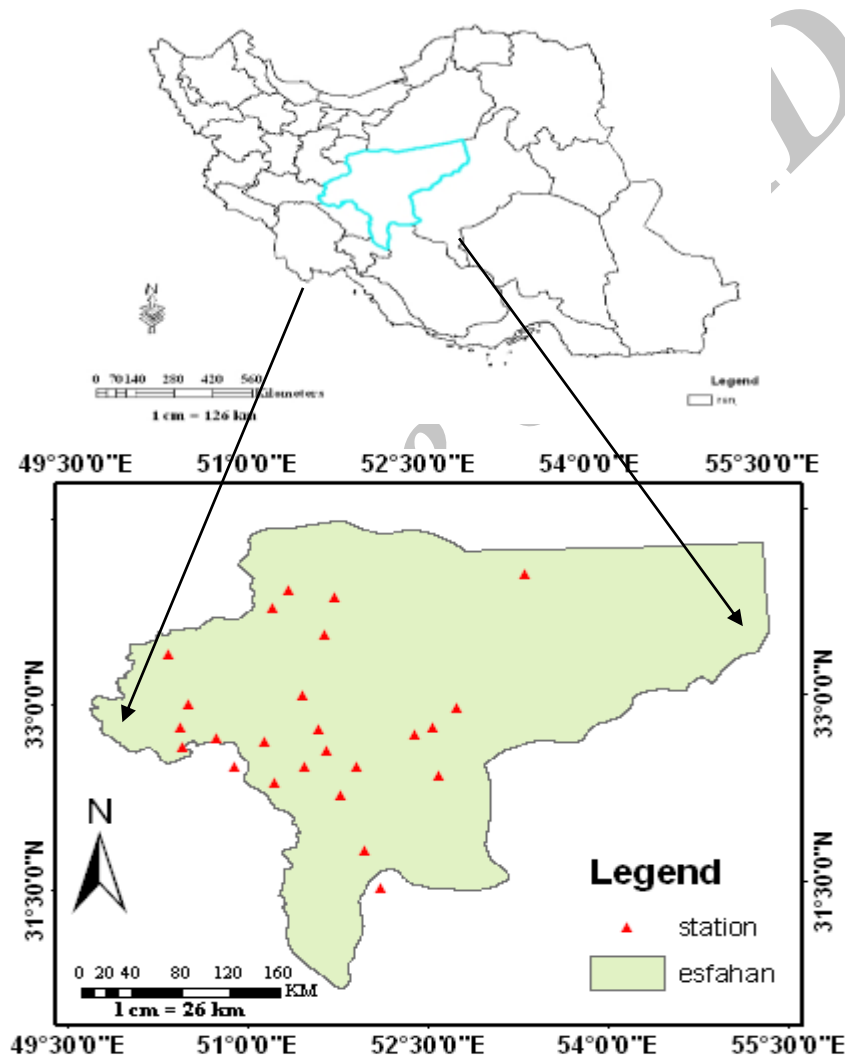 N
0 70 140 280 420 560
Kilometers
1 cm = 126 km
Legend
49°30'0"E 51°0'0"E 52°30'0"E 54°0'0"E 55°30'0"E
33°0'0"N
33°0'0"N
31°30'0"N
31°30'0"N
N
0 20 40 80 120 160
KM
1 cm = 26 km
Legend
station
esfahan
49°30'0"E 51°0'0"E 52°30'0"E 54°0'0"E 55°30'0"E